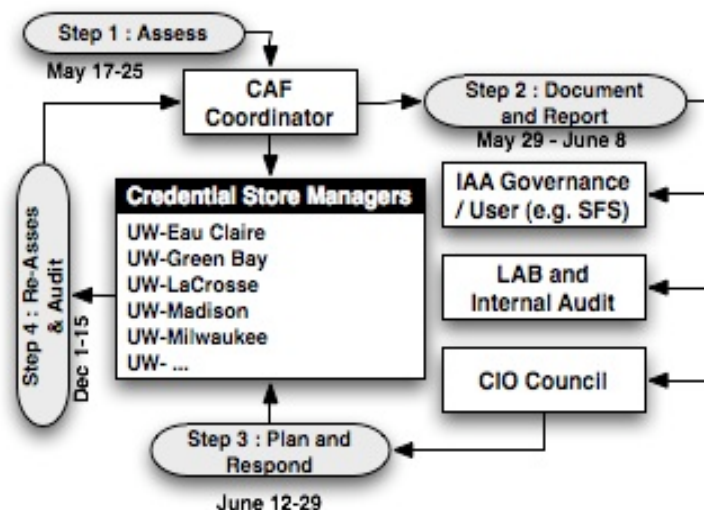 Step 1 : Assess
May 17-25
CAF
Coordinator
Step 2 : Document
and Report
May 29 - June 8
Credential Store Managers
UW-Eau Claire
UW-Green Bay
UW-LaCrosse
UW-Madison
UW-Milwaukee
UW- ...
IAA Governance
/ User (e.g. SFS)
LAB and
Internal Audit
CIO Council
Step 3 : Plan and
Respond
June 12-29
Step 4 : Re-Asses
& Audit
Dec 1-15